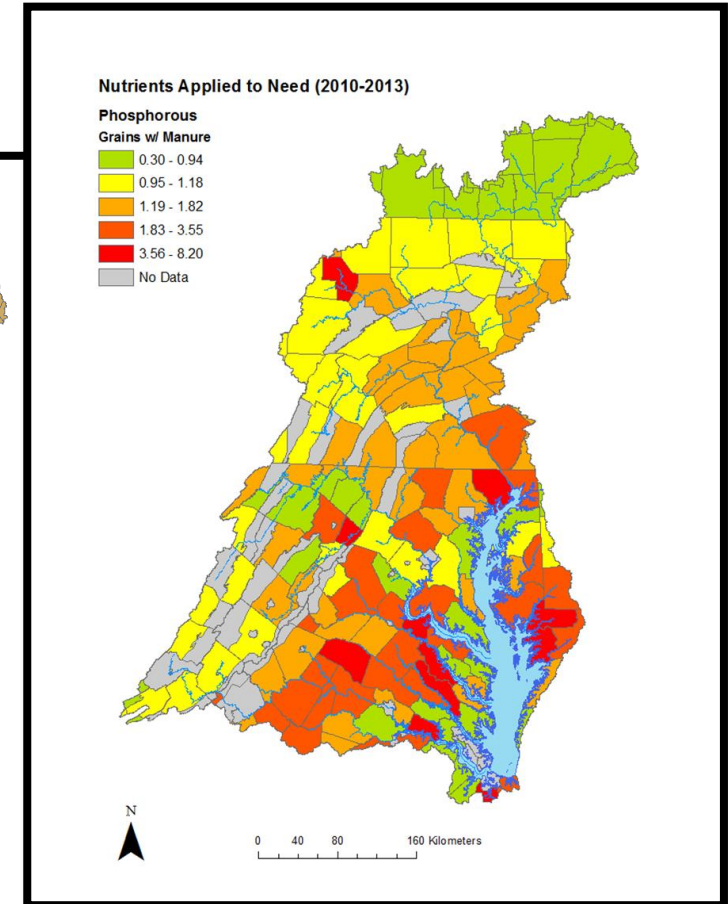 Nutrients Applied to Need (2010-2013)
Phosphorous
Grains w/ Manure
0.30 - 0.94
0.95 - 1.18
1.19 - 1.82
1.83 - 3.55
3.56 - 8.20
No Data
N
0 40 80 160 Kilometers